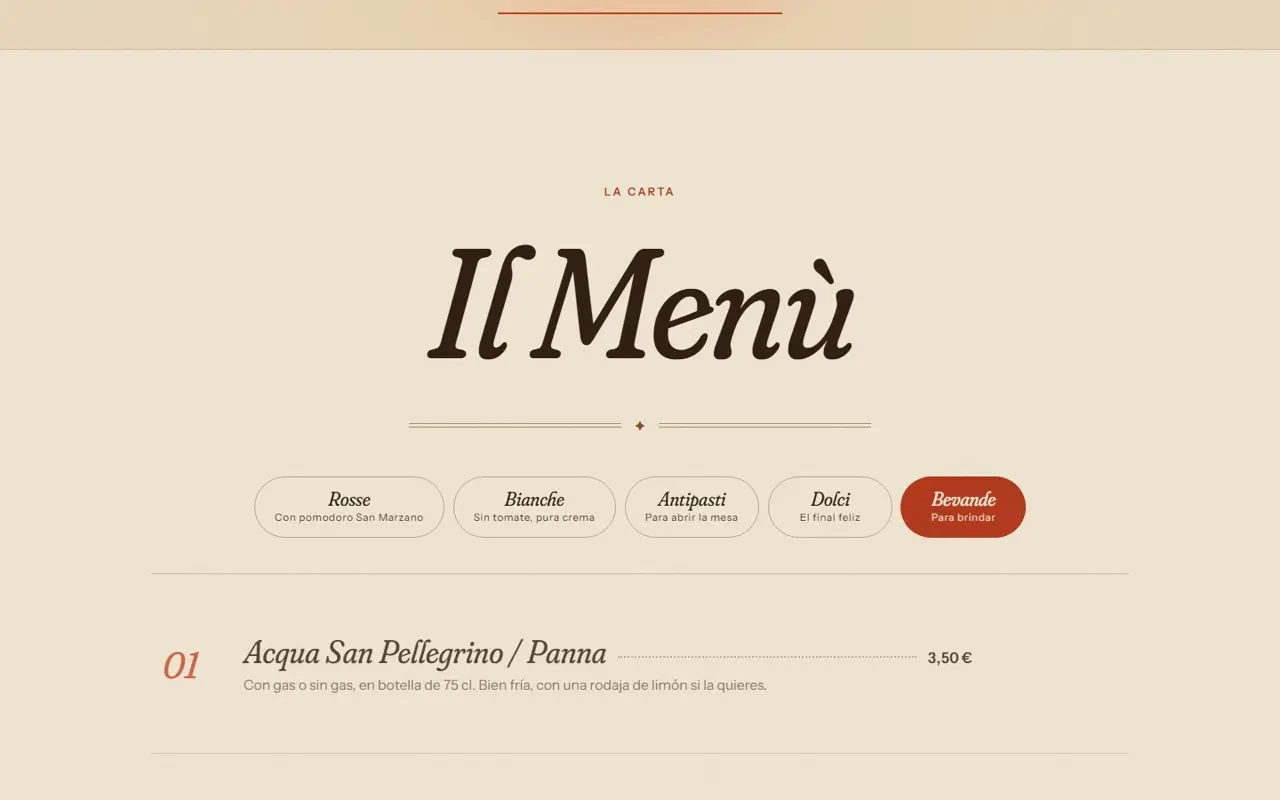 LA CARTA
Il Menù
Rosse
Con pomodoro San Marzano
Bianche
Sin tomate, pura crema
Antipasti
Para abrir la mesa
Dolci
El final feliz
Bevande
Para brindar
01
Acqua San Pellegrino / Panna
3,50 €
Con gas o sin gas, en botella de 75 cl. Bien fría, con una rodaja de limón si la quieres.